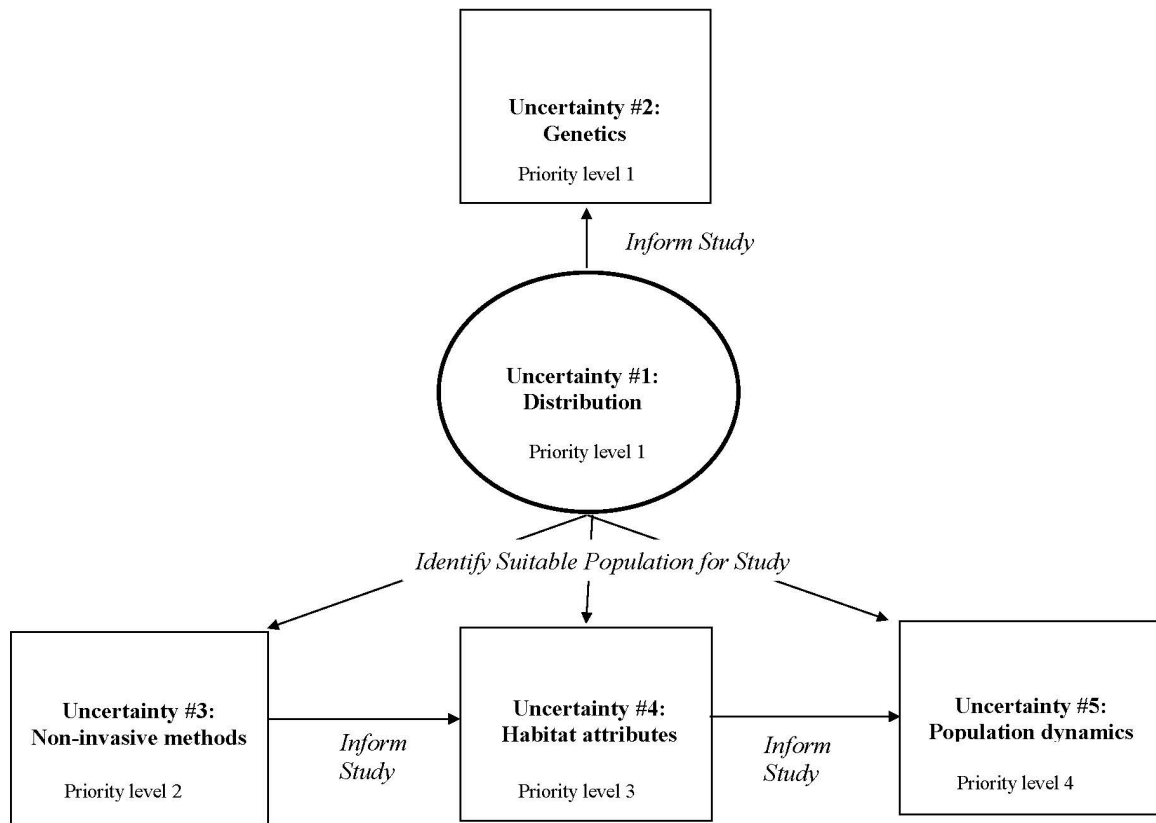 Uncertainty #2:
Genetics
Priority level 1
Inform Study
Uncertainty #1:
Distribution
Priority level 1
Identify Suitable Population for Study
Uncertainty #3:
Non-invasive methods
Priority level 2
Inform
Study
Uncertainty #4:
Habitat attributes
Priority level 3
Inform
Study
Uncertainty #5:
Population dynamics
Priority level 4